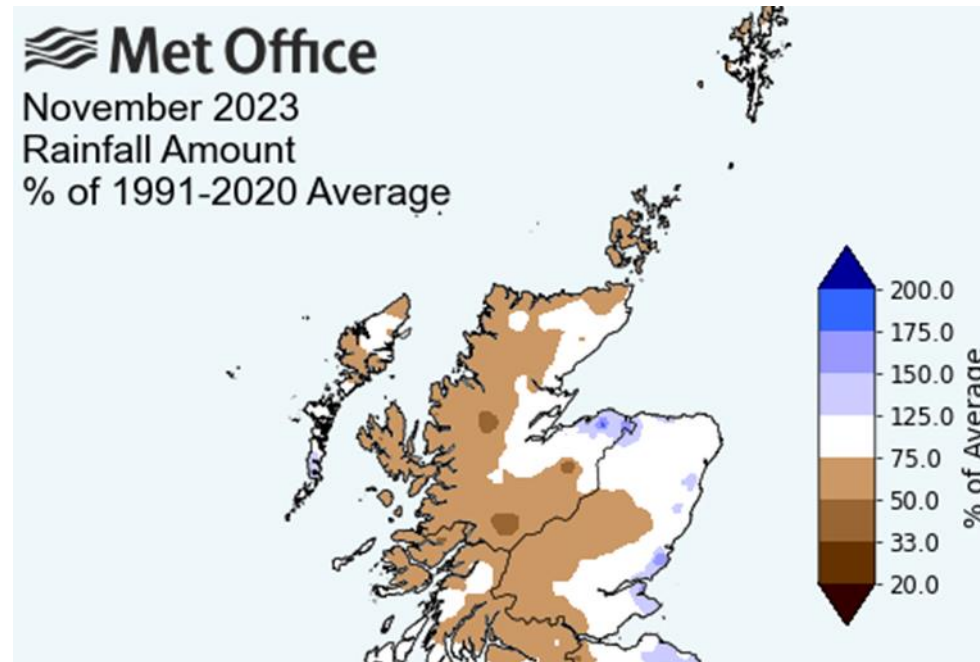 Met Office
November 2023
Rainfall Amount
% of 1991-2020 Average
200.0
175.0
150.0
125.0
75.0
50.0
33.0
20.0
% of Average